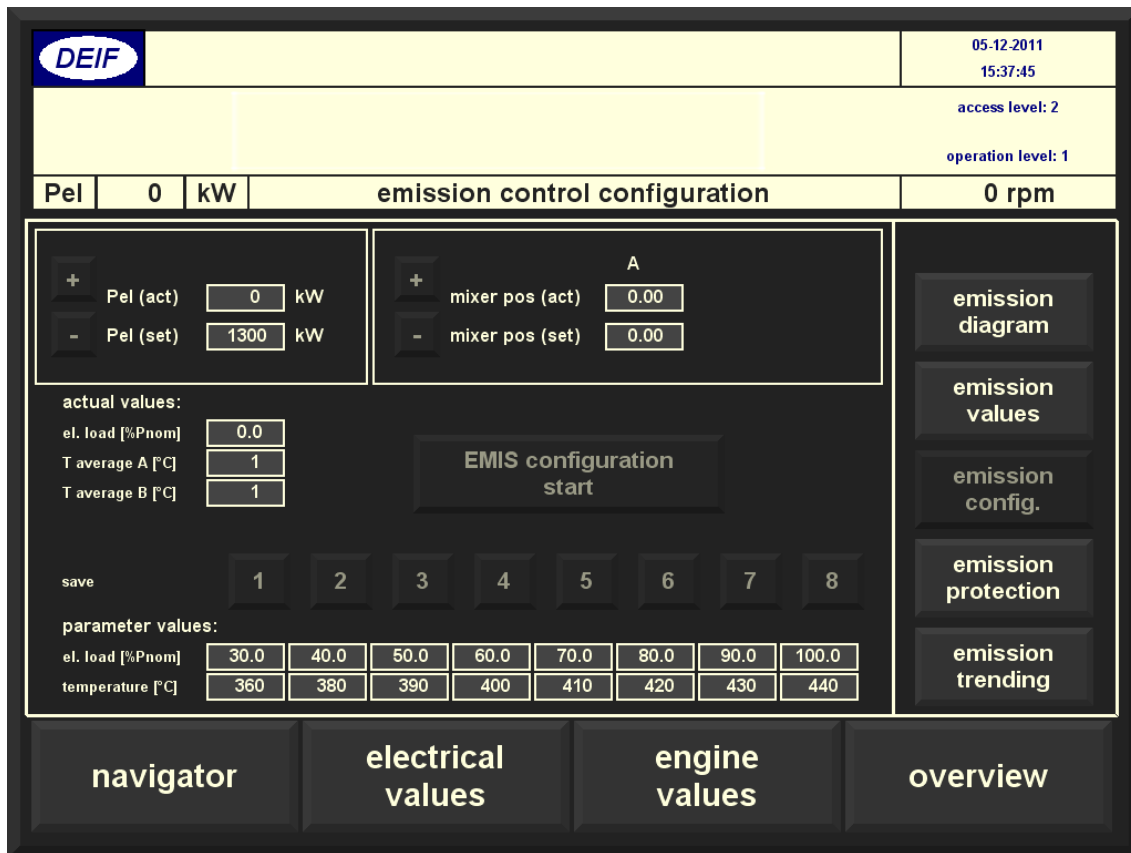 DEIF
05-12-2011
15:37:45
access level: 2
operation level: 1
Pel 0 kW emission control configuration 0 rpm
A
+ Pel (act) 0 kW
- Pel (set) 1300 kW
+ mixer pos (act) 0.00
- mixer pos (set) 0.00
actual values:
el. load [%Pnom] 0.0
T average A [°C] 1
T average B [°C] 1
EMIS configuration
start
save 1 2 3 4 5 6 7 8
parameter values:
el. load [%Pnom] 30.0 40.0 50.0 60.0 70.0 80.0 90.0 100.0
temperature [°C] 360 380 390 400 410 420 430 440
emission
diagram
emission
values
emission
config.
emission
protection
emission
trending
navigator
electrical
values
engine
values
overview